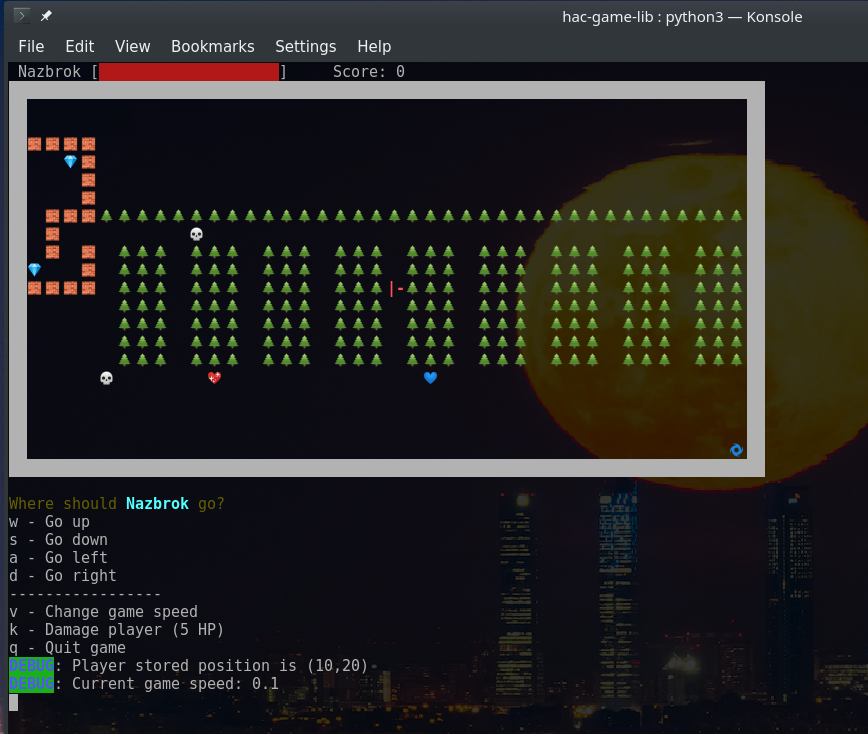 hac-game-lib : python3 — Konsole
File Edit View Bookmarks Settings Help
Nazbrok [ ] Score: 0
|-
Where should Nazbrok go?
w - Go up
s - Go down
a - Go left
d - Go right
-----------------
v - Change game speed
k - Damage player (5 HP)
q - Quit game
DEBUG: Player stored position is (10,20)
DEBUG: Current game speed: 0.1